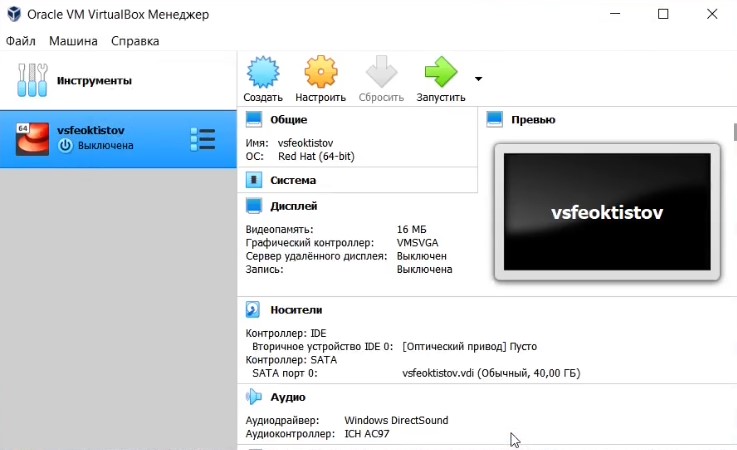 Oracle VM VirtualBox Менеджер
Файл Машина Справка
Инструменты
Создать Настроить Сбросить Запустить
64
vsfeoktistov
Выключена
Общие
Имя: vsfeoktistov
ОС: Red Hat (64-bit)
Превью
vsfeoktistov
Система
Дисплей
Видеопамять: 16 МБ
Графический контроллер: VMSVGA
Сервер удалённого дисплея: Выключен
Запись: Выключена
Носители
Контроллер: IDE
Вторичное устройство IDE 0: [Оптический привод] Пусто
Контроллер: SATA
SATA порт 0: vsfeoktistov.vdi (Обычный, 40,00 ГБ)
Аудио
Аудиодрайвер: Windows DirectSound
Аудиоконтроллер: ICH AC97